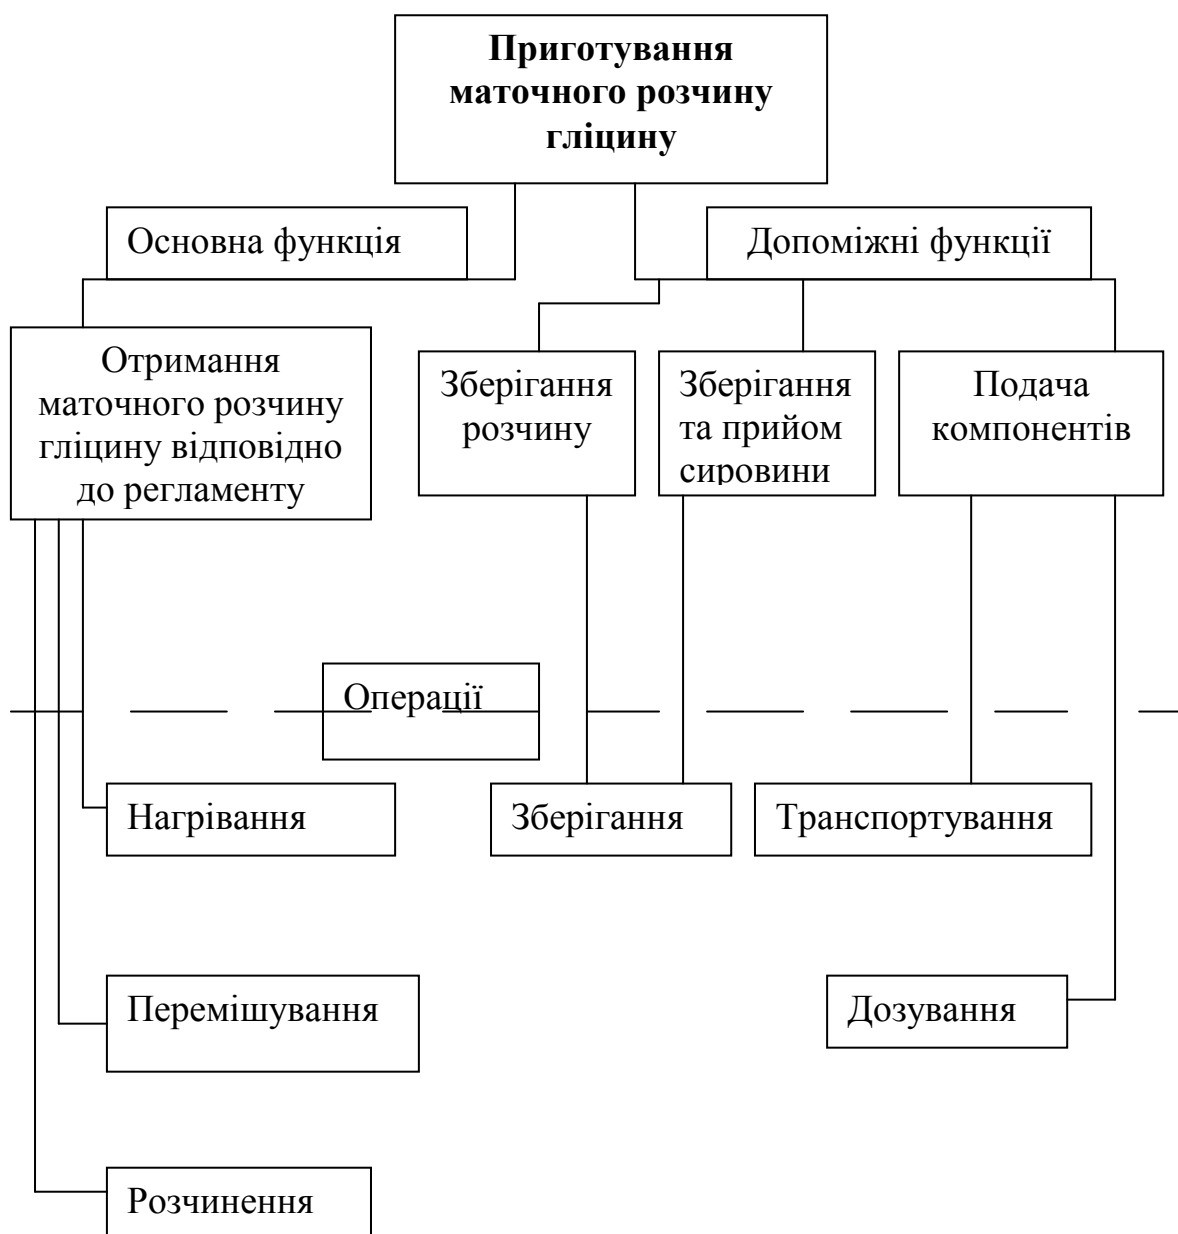 Приготування
маточного розчину
гліцину
Основна функція
Допоміжні функції
Отримання
маточного розчину
гліцину відповідно
до регламенту
Зберігання
розчину
Зберігання
та прийом
сировини
Подача
компонентів
Операції
Нагрівання
Зберігання
Транспортування
Перемішування
Дозування
Розчинення